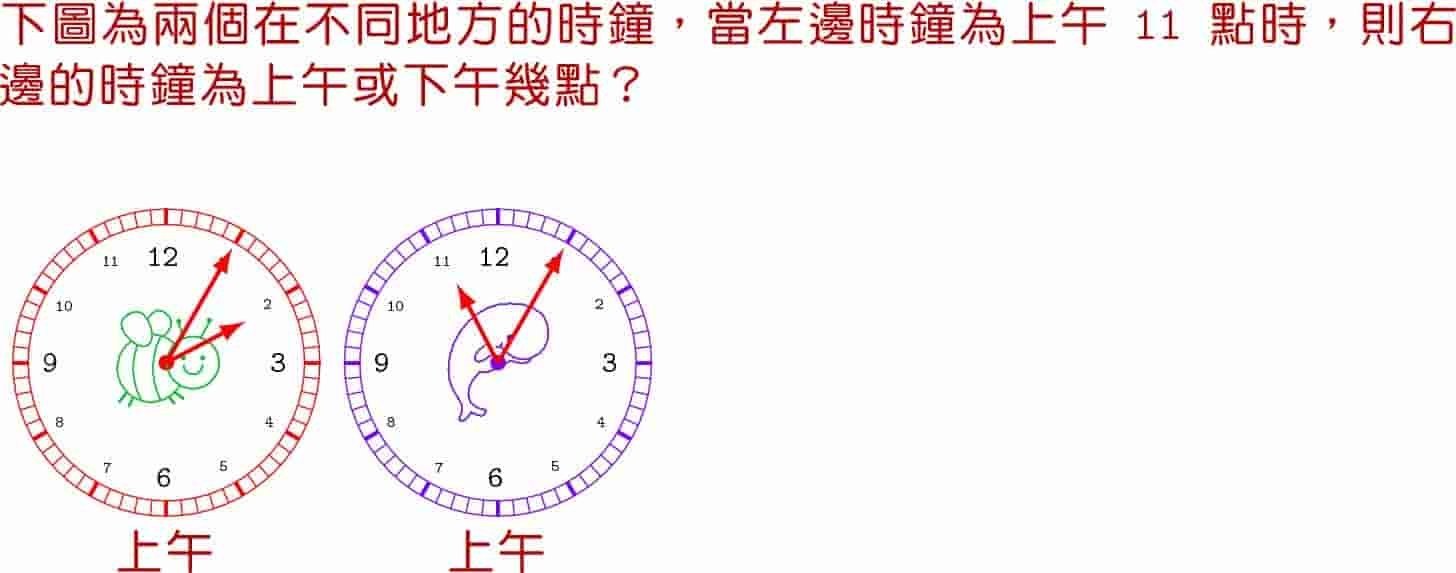 下圖為兩個在不同地方的時鐘，當左邊時鐘為上午 11 點時，則右
邊的時鐘為上午或下午幾點？
11 12 2 10 9 3 8 4 7 6 5
11 12 2 10 9 3 8 4 7 6 5
上午 上午